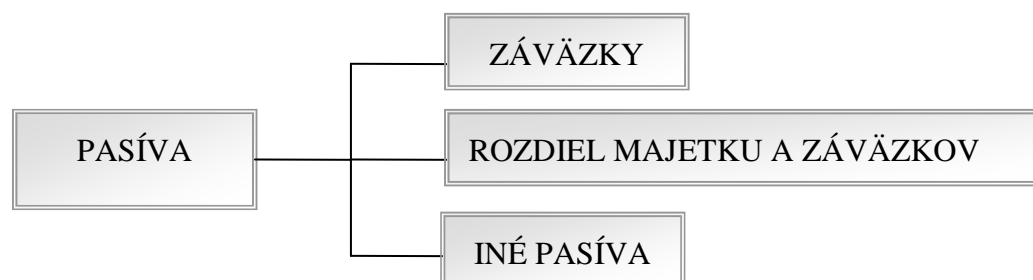 PASÍVA
ZÁVÄZKY
ROZDIEL MAJETKU A ZÁVÄZKOV
INÉ PASÍVA